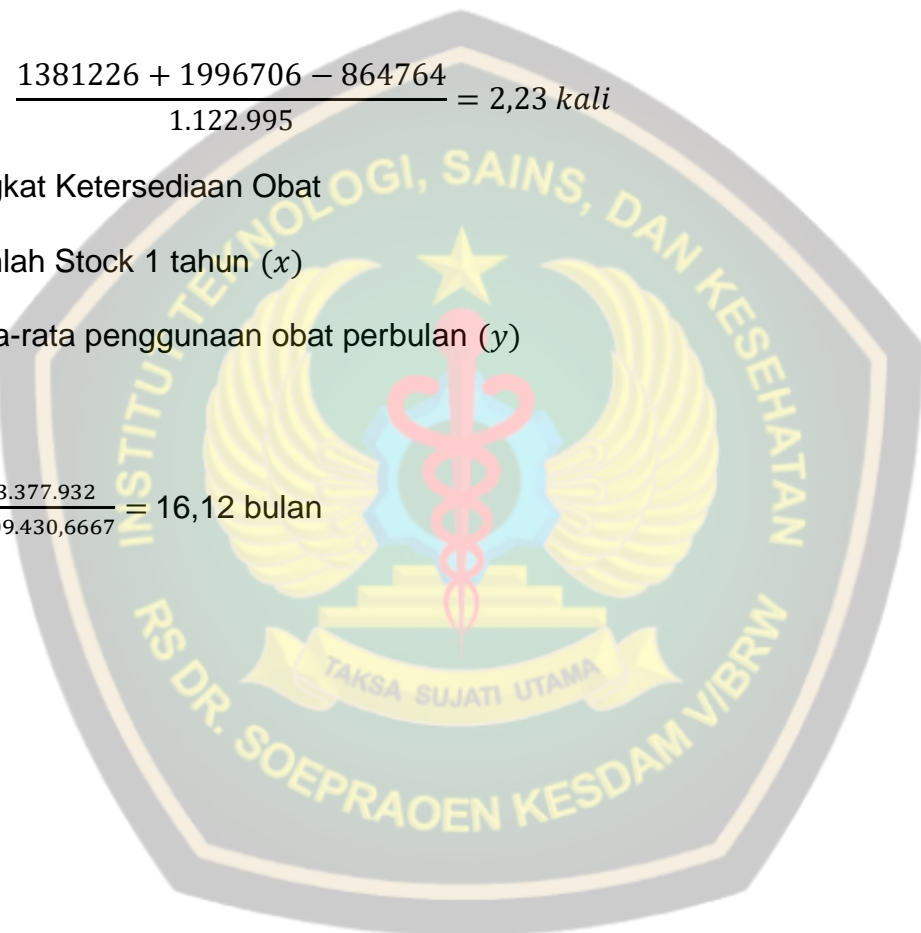 1381226 + 1996706 − 864764
1.122.995
= 2,23 kali
gkat Ketersediaan Obat
nlah Stock 1 tahun (x)
a-rata penggunaan obat perbulan (y)
3.377.932
9.430,6667
= 16,12 bulan
INSTITUT TEKNOLOGI, SAINS, DAN KESEHATAN
TAKSA SUJATI UTAMA
RS DR. SOEPRAOEN KESDAM V/BRW